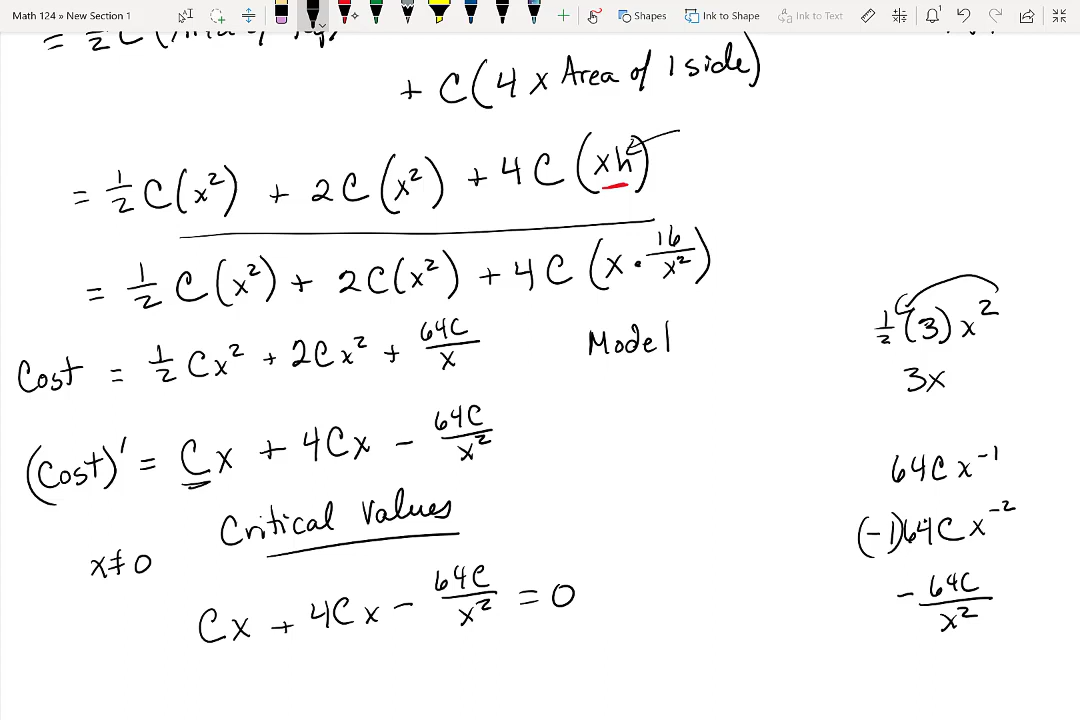 Math 124 » New Section 1
Shapes Ink to Shape Ink to Text
+ C(4 x Area of 1 side)
= 1/2 C(x²) + 2C(x²) + 4C(xh)
= 1/2 C(x²) + 2C(x²) + 4C(x · 16/x²)
Cost = 1/2 Cx² + 2Cx² + 64C/x
Model
(Cost)' = Cx + 4Cx - 64C/x²
Critical Values
x ≠ 0
Cx + 4Cx - 64C/x² = 0
1/2 (3) x²
3x
64C x⁻¹
(-1)64C x⁻²
- 64C/x²